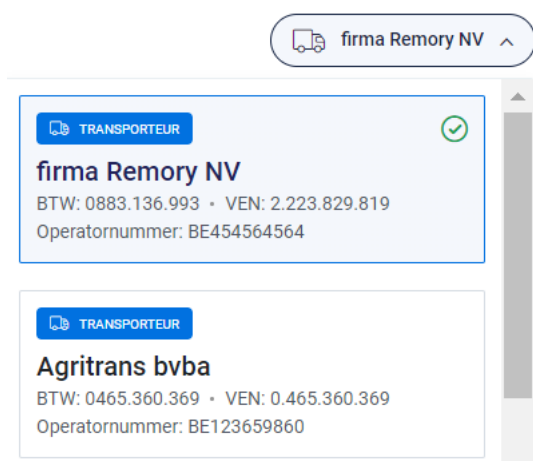 firma Remory NV
TRANSPORTEUR
firma Remory NV
BTW: 0883.136.993 • VEN: 2.223.829.819
Operatornummer: BE454564564
TRANSPORTEUR
Agritrans bvba
BTW: 0465.360.369 • VEN: 0.465.360.369
Operatornummer: BE123659860